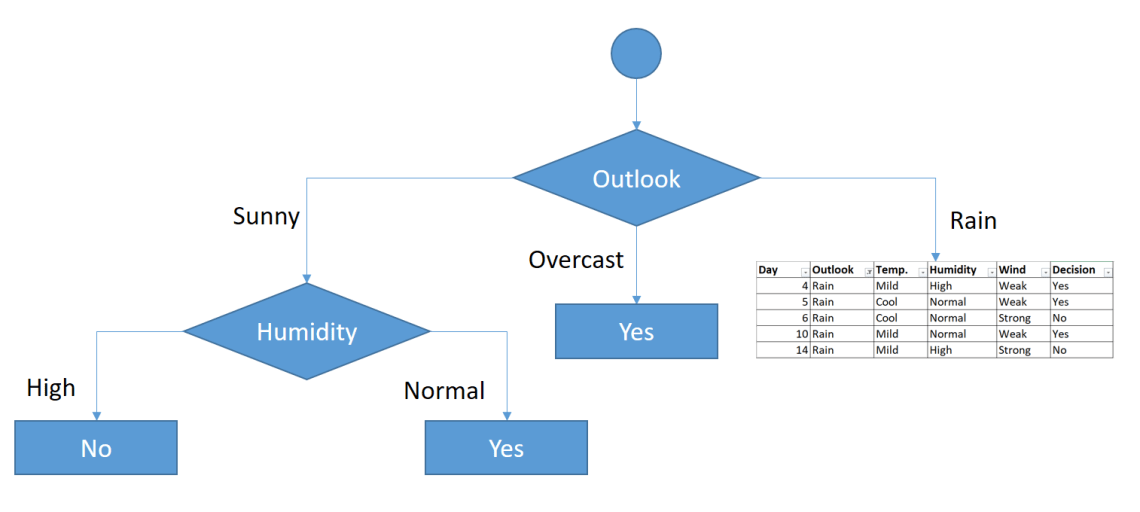 Outlook
Sunny
Rain
Overcast
Day Outlook Temp. Humidity Wind Decision
4 Rain Mild High Weak Yes
5 Rain Cool Normal Weak Yes
6 Rain Cool Normal Strong No
10 Rain Mild Normal Weak Yes
14 Rain Mild High Strong No
Humidity
Yes
High
Normal
No
Yes